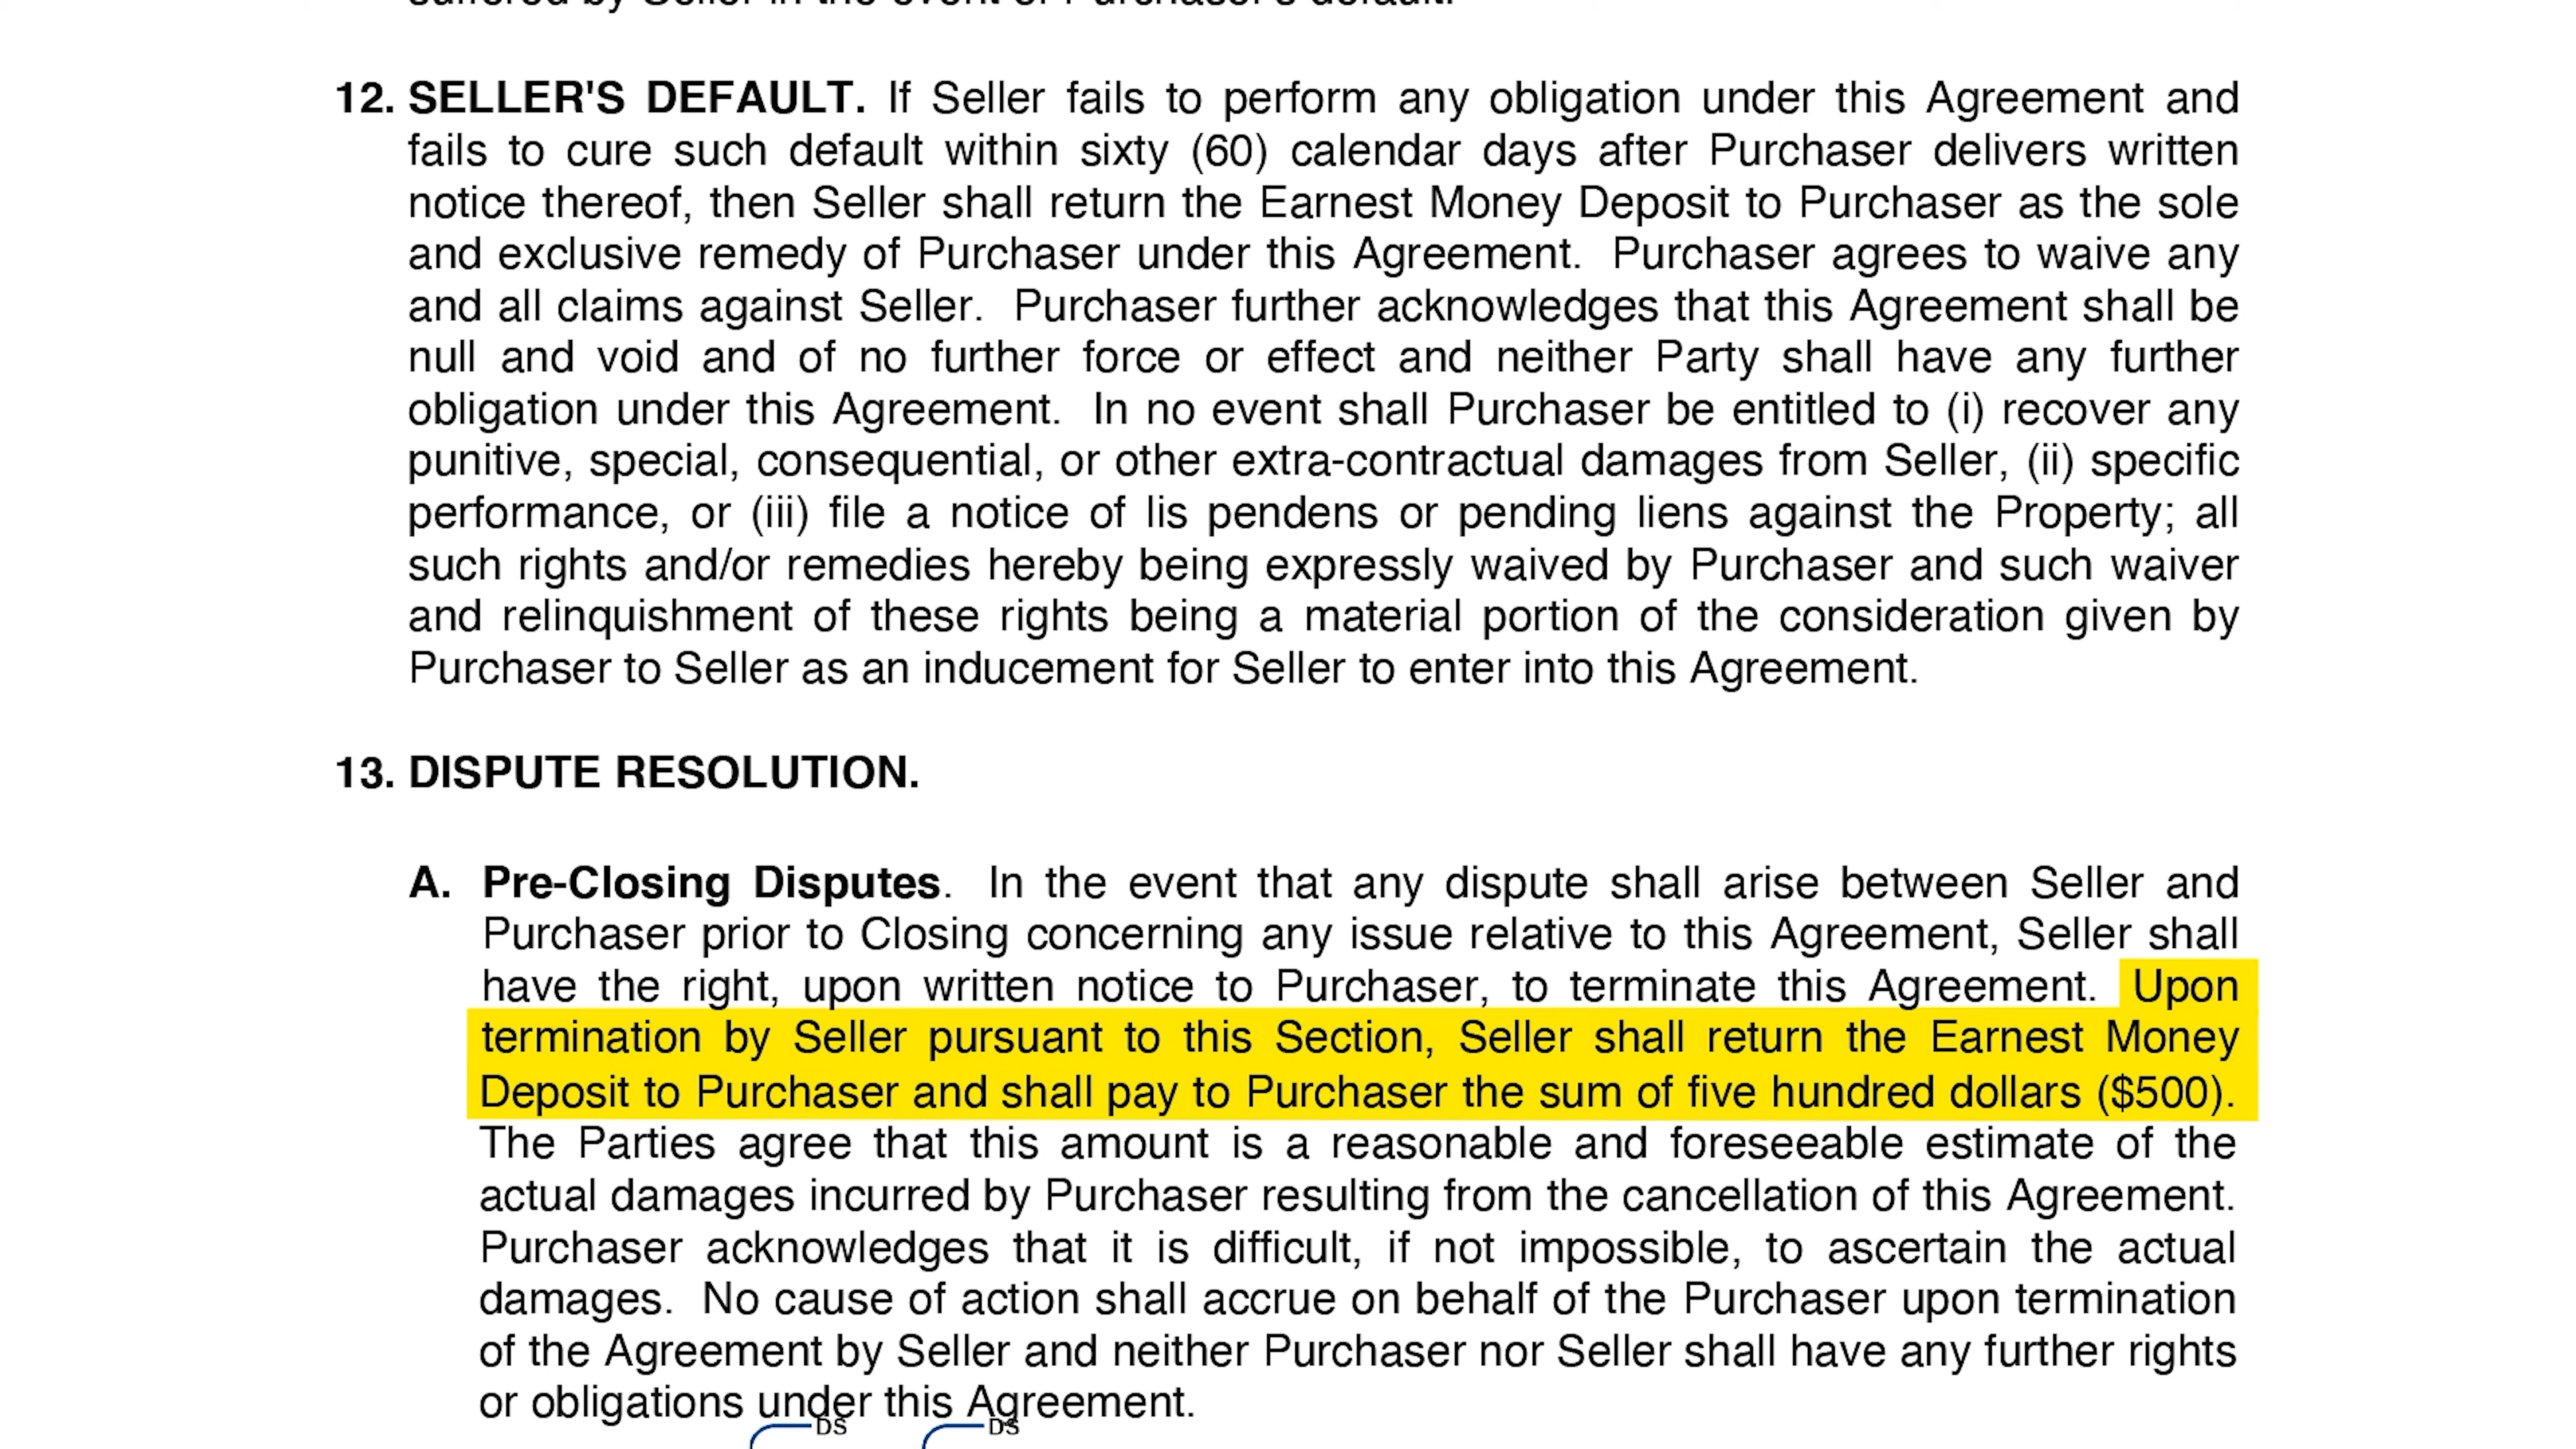 suffered by Seller in the event of Purchaser's default.
12. SELLER'S DEFAULT. If Seller fails to perform any obligation under this Agreement and
fails to cure such default within sixty (60) calendar days after Purchaser delivers written
notice thereof, then Seller shall return the Earnest Money Deposit to Purchaser as the sole
and exclusive remedy of Purchaser under this Agreement. Purchaser agrees to waive any
and all claims against Seller. Purchaser further acknowledges that this Agreement shall be
null and void and of no further force or effect and neither Party shall have any further
obligation under this Agreement. In no event shall Purchaser be entitled to (i) recover any
punitive, special, consequential, or other extra-contractual damages from Seller, (ii) specific
performance, or (iii) file a notice of lis pendens or pending liens against the Property; all
such rights and/or remedies hereby being expressly waived by Purchaser and such waiver
and relinquishment of these rights being a material portion of the consideration given by
Purchaser to Seller as an inducement for Seller to enter into this Agreement.
13. DISPUTE RESOLUTION.
A. Pre-Closing Disputes. In the event that any dispute shall arise between Seller and
Purchaser prior to Closing concerning any issue relative to this Agreement, Seller shall
have the right, upon written notice to Purchaser, to terminate this Agreement. Upon
termination by Seller pursuant to this Section, Seller shall return the Earnest Money
Deposit to Purchaser and shall pay to Purchaser the sum of five hundred dollars ($500).
The Parties agree that this amount is a reasonable and foreseeable estimate of the
actual damages incurred by Purchaser resulting from the cancellation of this Agreement.
Purchaser acknowledges that it is difficult, if not impossible, to ascertain the actual
damages. No cause of action shall accrue on behalf of the Purchaser upon termination
of the Agreement by Seller and neither Purchaser nor Seller shall have any further rights
or obligations under this Agreement.
DS DS